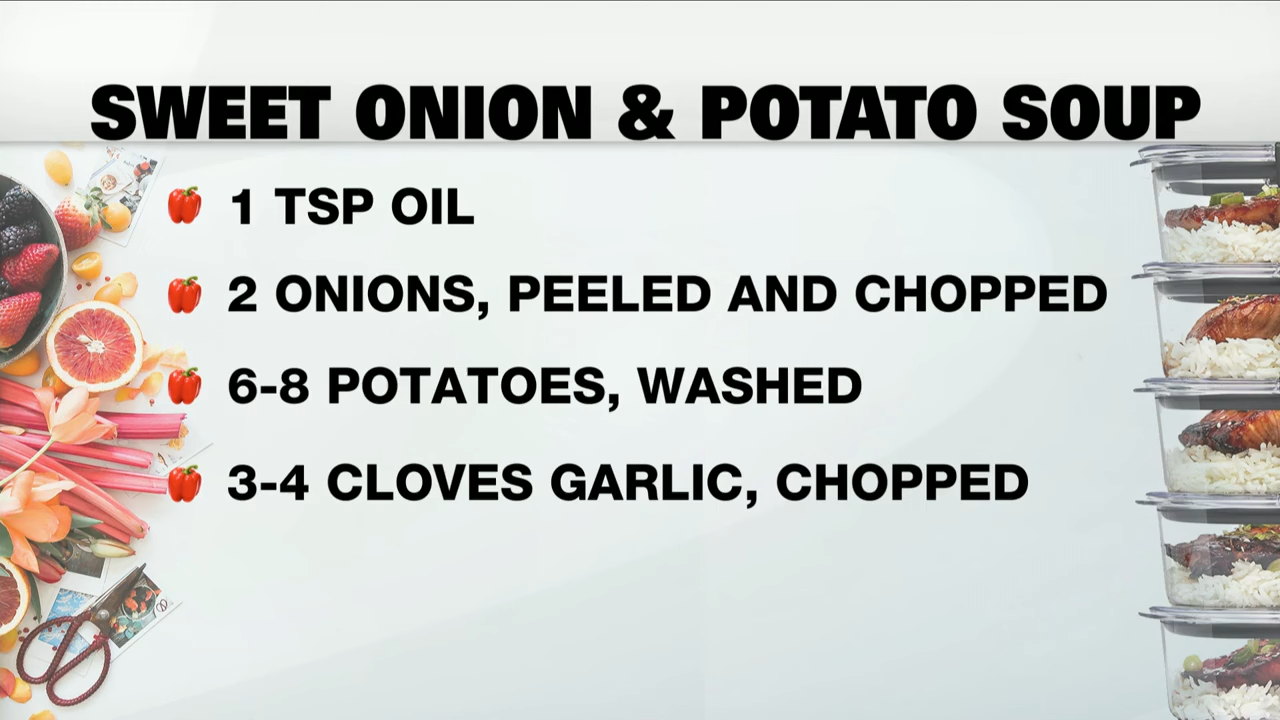 SWEET ONION & POTATO SOUP
1 TSP OIL
2 ONIONS, PEELED AND CHOPPED
6-8 POTATOES, WASHED
3-4 CLOVES GARLIC, CHOPPED